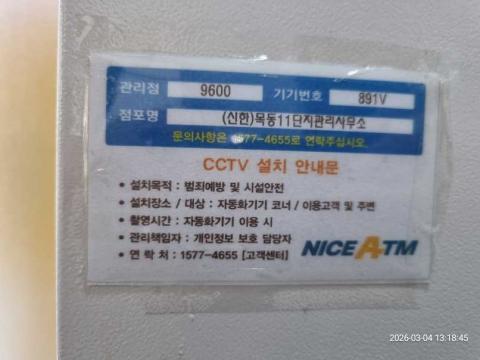 관리점 9600 기기번호 891V
점포명 (신한)목동11단지관리사무소
문의사항은 1577-4655로 연락주십시오.
CCTV 설치 안내문
• 설치목적 : 범죄예방 및 시설안전
• 설치장소 / 대상 : 자동화기기 코너 / 이용고객 및 주변
• 촬영시간 : 자동화기기 이용 시
• 관리책임자 : 개인정보 보호 담당자
• 연 락 처 : 1577-4655 [고객센터]
NICE ATM
2026-03-04 13:18:45